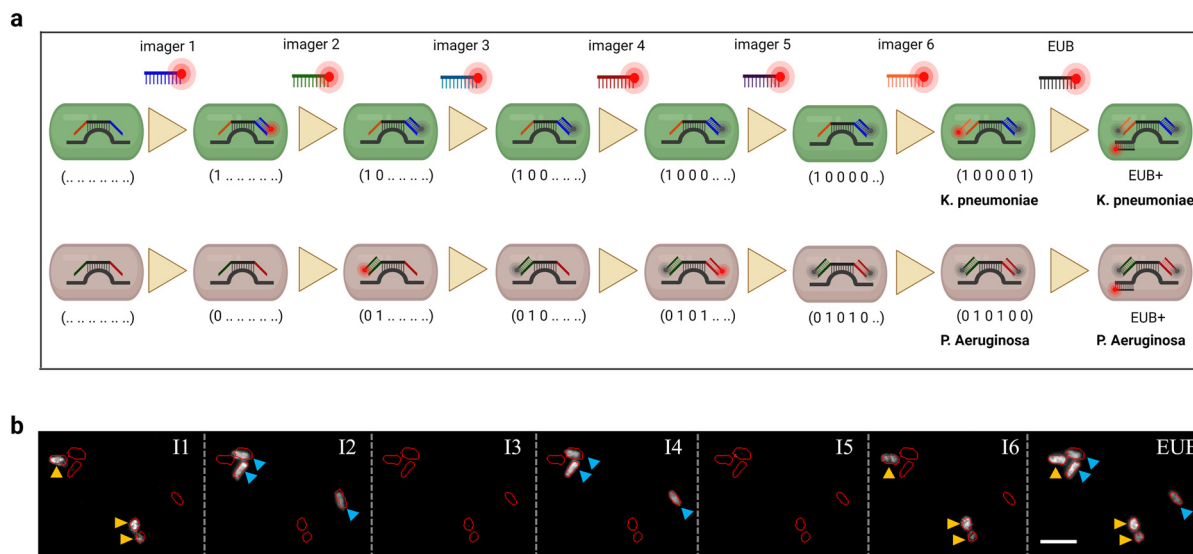 a
imager 1 imager 2 imager 3 imager 4 imager 5 imager 6 EUB
(.. .. .. .. .. ..) (1 .. .. .. .. ..) (1 0 .. .. .. ..) (1 0 0 .. .. ..) (1 0 0 0 .. ..) (1 0 0 0 0 ..) (1 0 0 0 0 1) EUB+
K. pneumoniae K. pneumoniae
(.. .. .. .. .. ..) (0 .. .. .. .. ..) (0 1 .. .. .. ..) (0 1 0 .. .. ..) (0 1 0 1 .. ..) (0 1 0 1 0 ..) (0 1 0 1 0 0) EUB+
P. Aeruginosa P. Aeruginosa
b
I1 I2 I3 I4 I5 I6 EUB